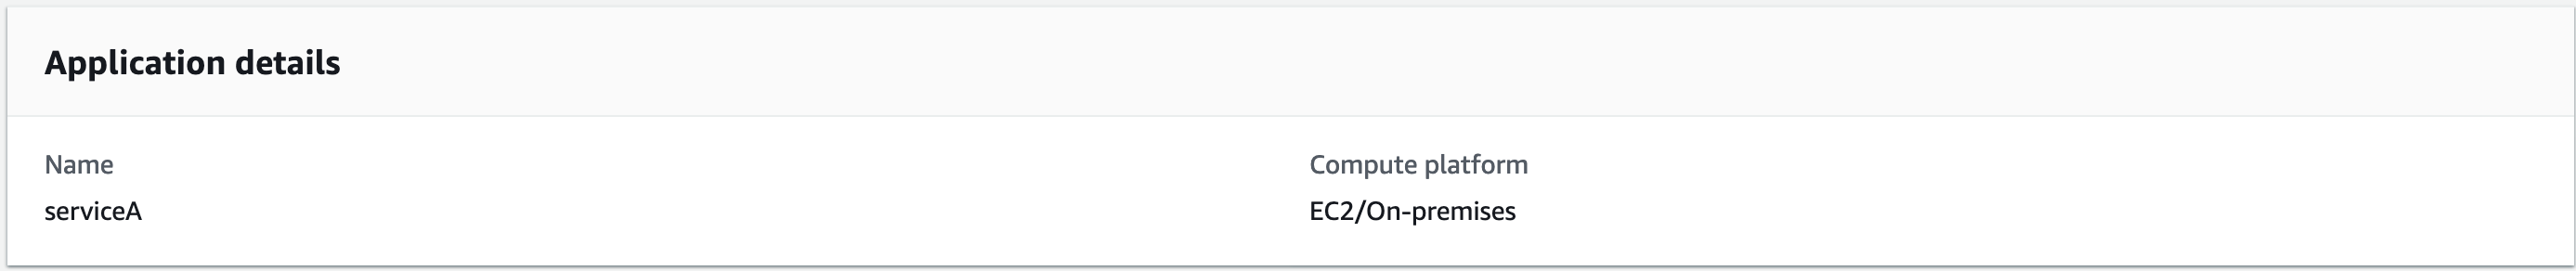 Application details
Name
serviceA
Compute platform
EC2/On-premises